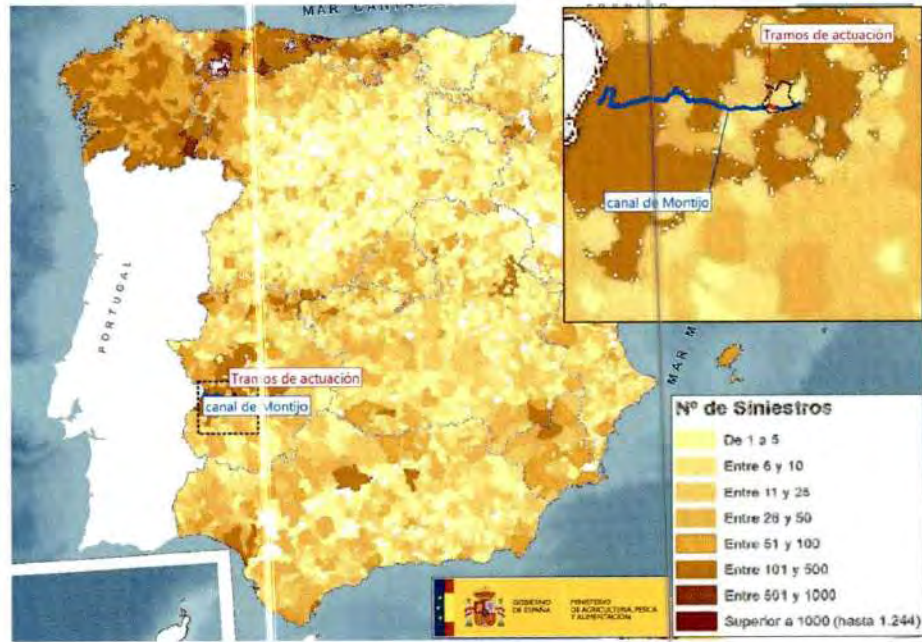 MAR CANTÁB
Tramos de actuación
canal de Montijo
PORTUGAL
MAR M
Tramos de actuación
canal de Montijo
Nº de Siniestros
De 1 a 5
Entre 6 y 10
Entre 11 y 25
Entre 26 y 50
Entre 51 y 100
Entre 101 y 500
Entre 501 y 1000
Superior a 1000 (hasta 1.244)
GOBIERNO
DE ESPAÑA
MINISTERIO
DE AGRICULTURA, PESCA
Y ALIMENTACIÓN